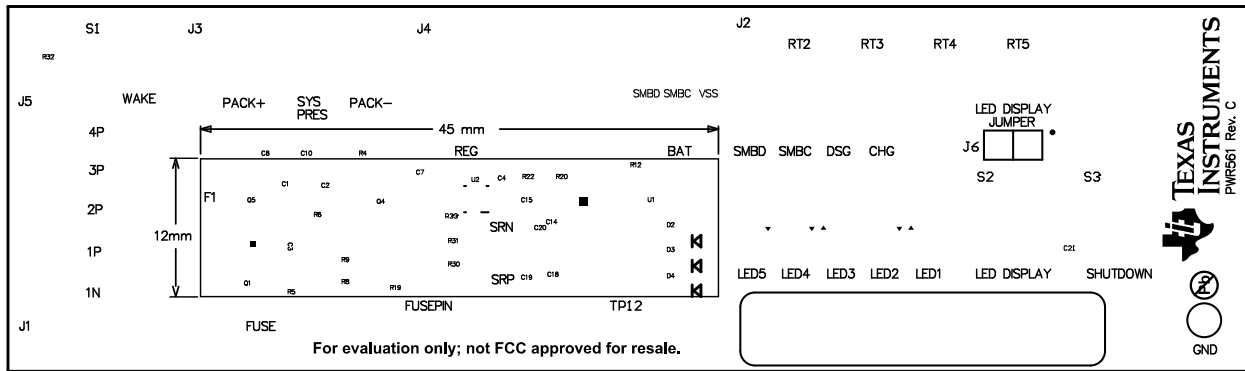 S1
J3
J4
J2
R32
RT2
RT3
RT4
RT5
J5
WAKE
PACK+
SYS
PRES
PACK-
SMBD SMBC VSS
LED DISPLAY
JUMPER
J6
4P
45 mm
C8
C10
R4
REG
BAT
SMBD
SMBC
DSG
CHG
3P
R12
C7
U2
C4
R22
R20
S2
S3
C1
C2
F1
Q5
Q4
C15
U1
2P
R6
R33
SRN
C20
C14
D2
12mm
C3
R31
D3
1P
R9
R30
C21
Q1
R8
R5
R19
SRP
C19
C18
D4
1N
LED5
LED4
LED3
LED2
LED1
LED DISPLAY
SHUTDOWN
FUSEPIN
TP12
J1
FUSE
For evaluation only; not FCC approved for resale.
TEXAS
INSTRUMENTS
PWR561 Rev. C
ti
Pb
GND